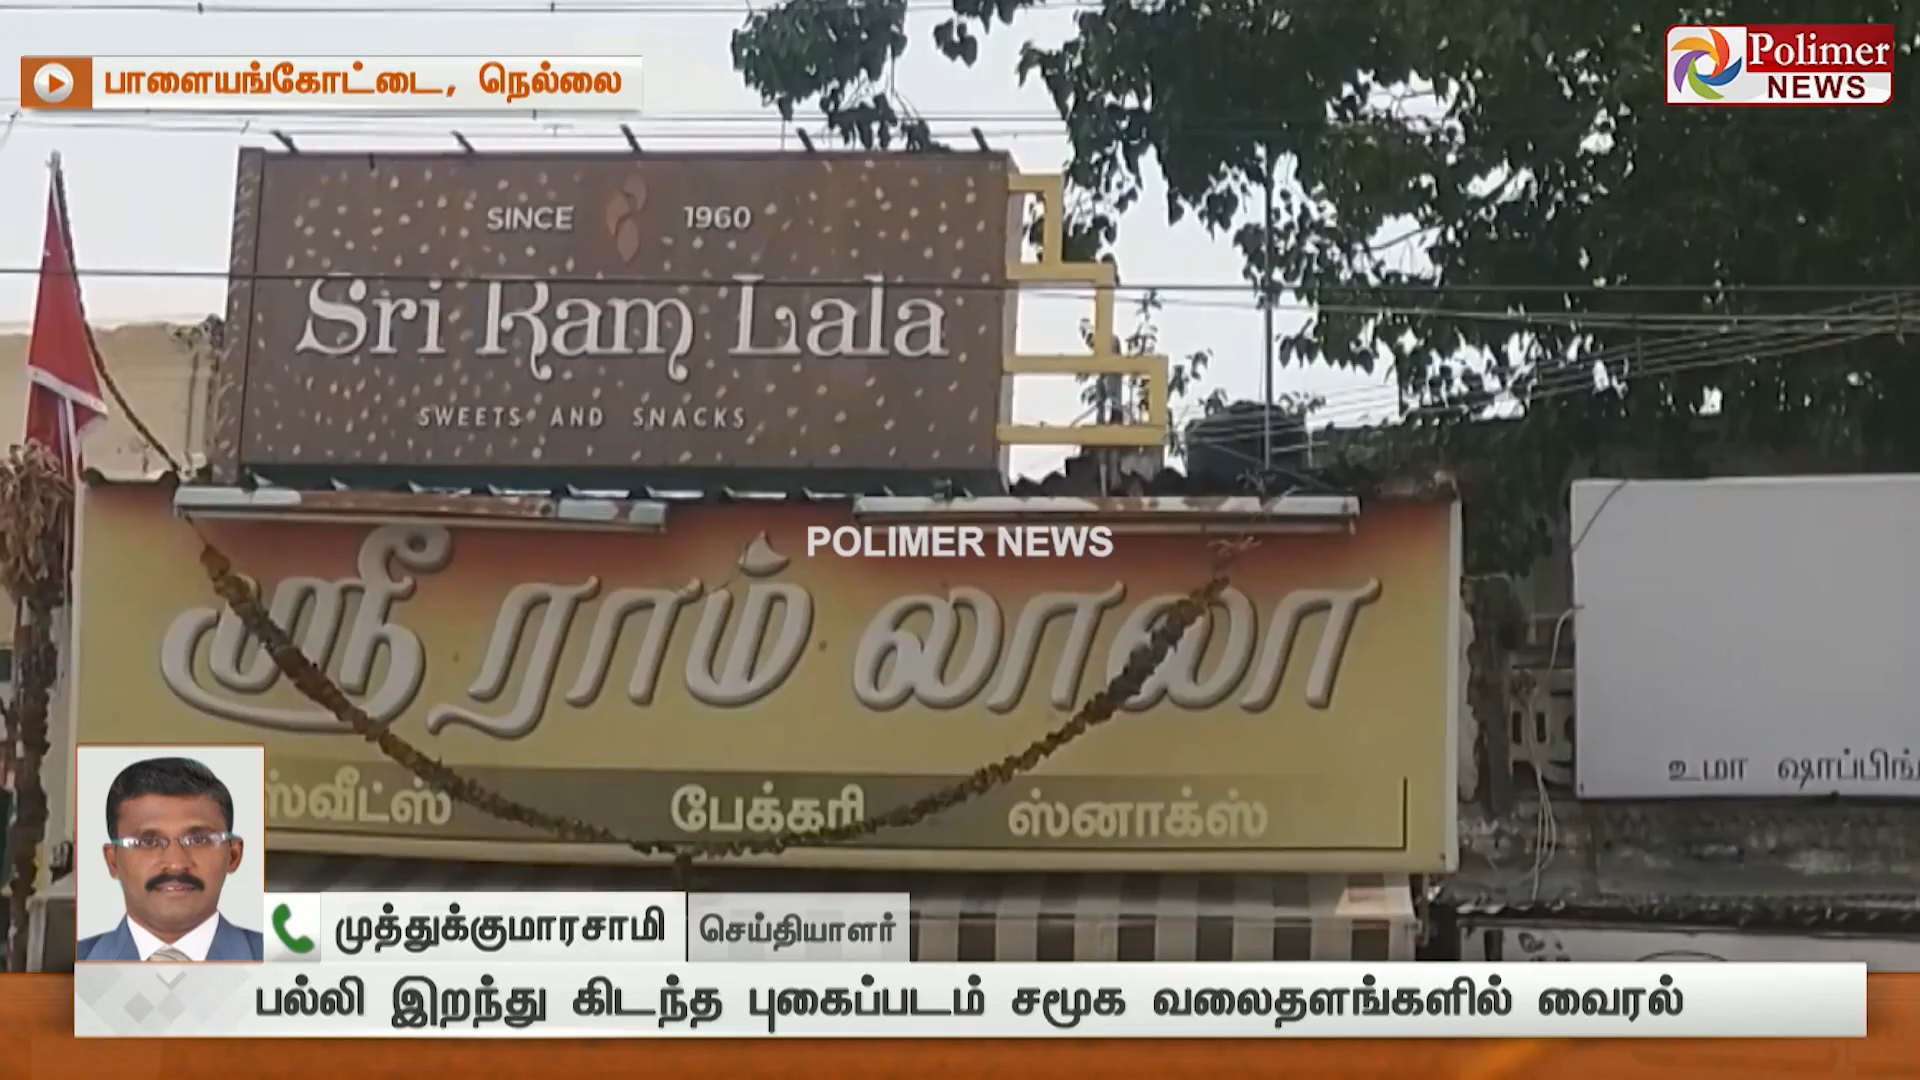 பாளையங்கோட்டை, நெல்லை
Polimer
NEWS
SINCE 1960
Sri Ram Lala
SWEETS AND SNACKS
POLIMER NEWS
ஸ்ரீ ராம் லாலா
ஸ்வீட்ஸ் பேக்கரி ஸ்னாக்ஸ்
உமா ஷாப்பிங்
முத்துக்குமாரசாமி செய்தியாளர்
பல்லி இறந்து கிடந்த புகைப்படம் சமூக வலைதளங்களில் வைரல்